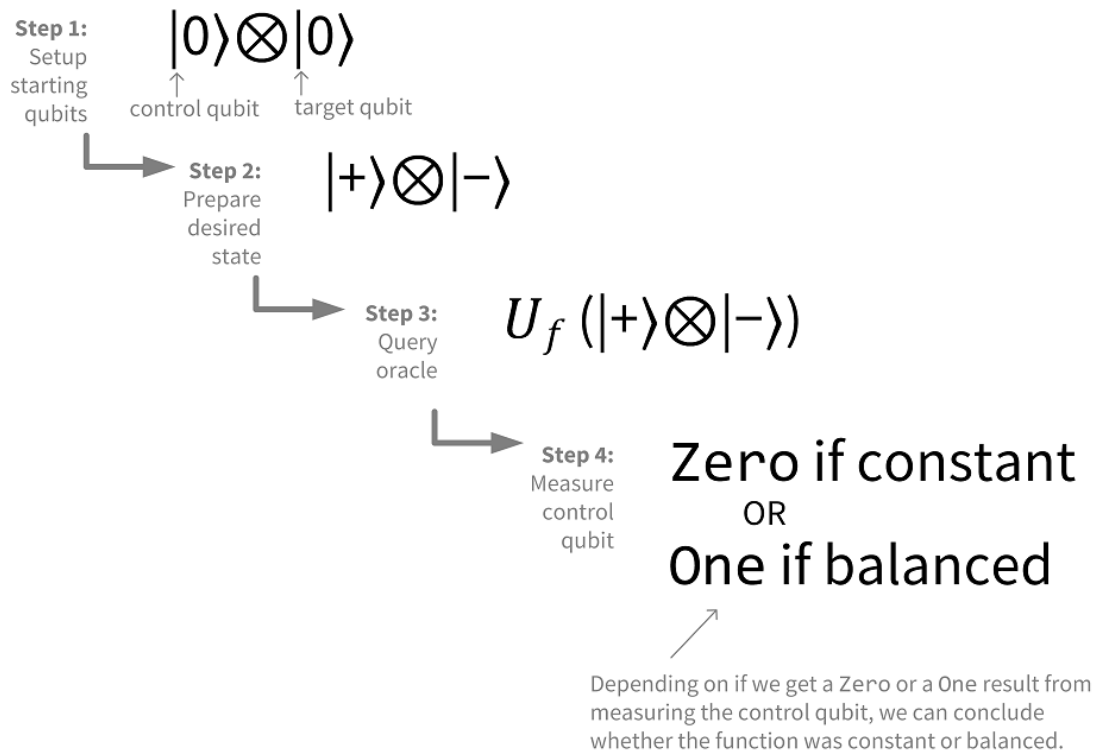 Step 1:
Setup
starting
qubits
|0⟩⊗|0⟩
control qubit
target qubit
Step 2:
Prepare
desired
state
|+⟩⊗|−⟩
Step 3:
Query
oracle
U_f (|+⟩⊗|−⟩)
Step 4:
Measure
control
qubit
Zero if constant
OR
One if balanced
Depending on if we get a Zero or a One result from
measuring the control qubit, we can conclude
whether the function was constant or balanced.